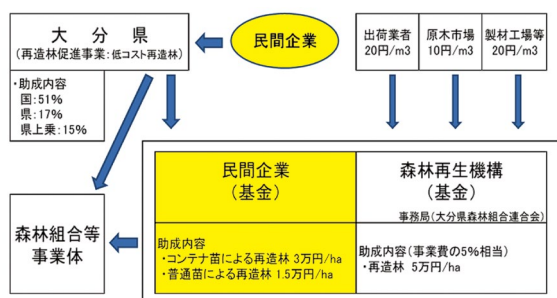 大分県
(再造林促進事業:低コスト再造林)
・助成内容
国:51%
県:17%
県上乗:15%
民間企業
出荷業者
20円/m3
原木市場
10円/m3
製材工場等
20円/m3
森林組合等
事業体
民間企業
(基金)
森林再生機構
(基金)
事務局(大分県森林組合連合会)
助成内容
・コンテナ苗による再造林 3万円/ha
・普通苗による再造林 1.5万円/ha
助成内容(事業費の5%相当)
・再造林 5万円/ha